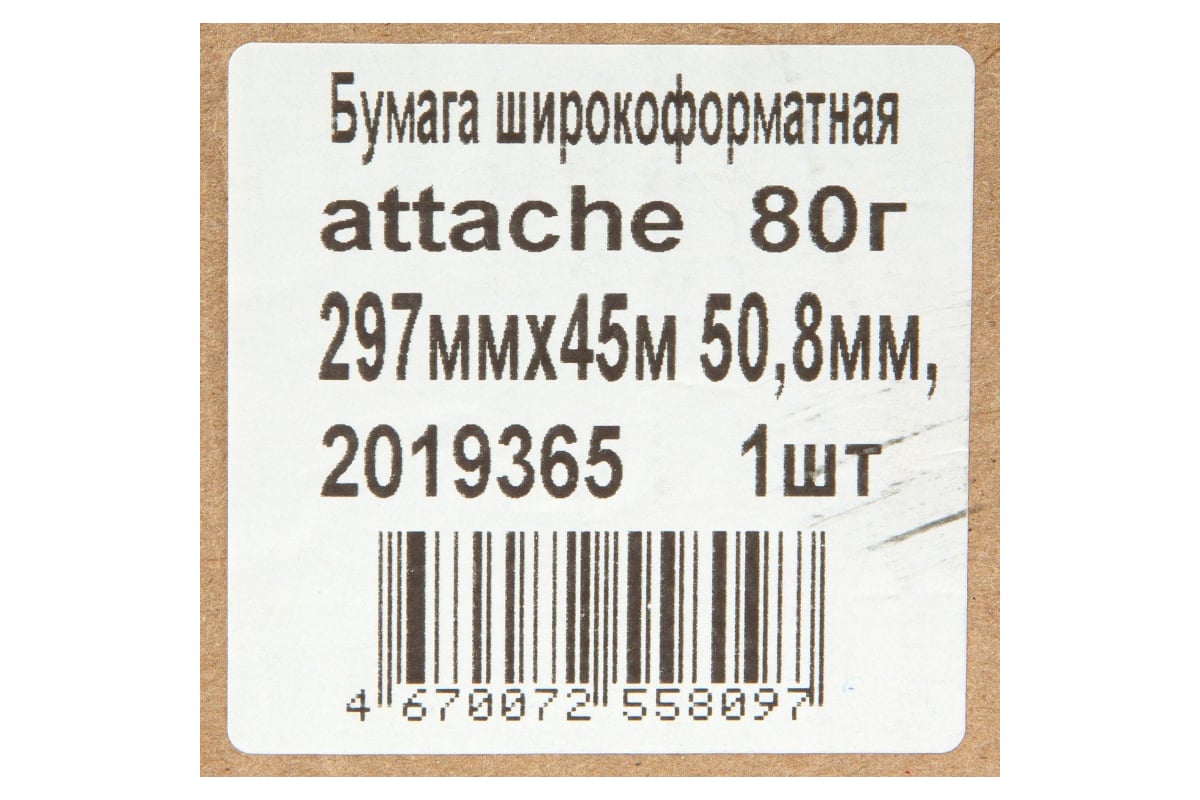 Бумага широкоформатная
attache 80г
297ммх45м 50,8мм,
2019365 1шт
4 670072 558097